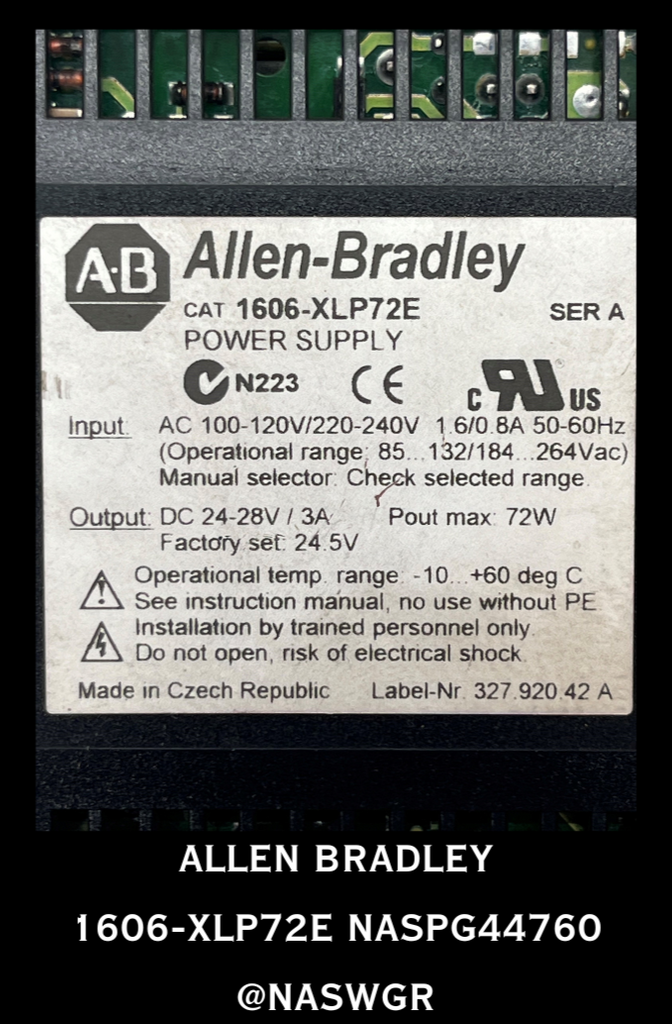 A·B Allen-Bradley
CAT 1606-XLP72E SER A
POWER SUPPLY
N223 CE C UR US
Input: AC 100-120V/220-240V 1.6/0.8A 50-60Hz
(Operational range: 85...132/184...264Vac)
Manual selector: Check selected range.
Output: DC 24-28V / 3A Pout max: 72W
Factory set: 24.5V
Operational temp. range: -10...+60 deg C
See instruction manual, no use without PE
Installation by trained personnel only.
Do not open, risk of electrical shock.
Made in Czech Republic Label-Nr. 327.920.42 A
ALLEN BRADLEY
1606-XLP72E NASPG44760
@NASWGR